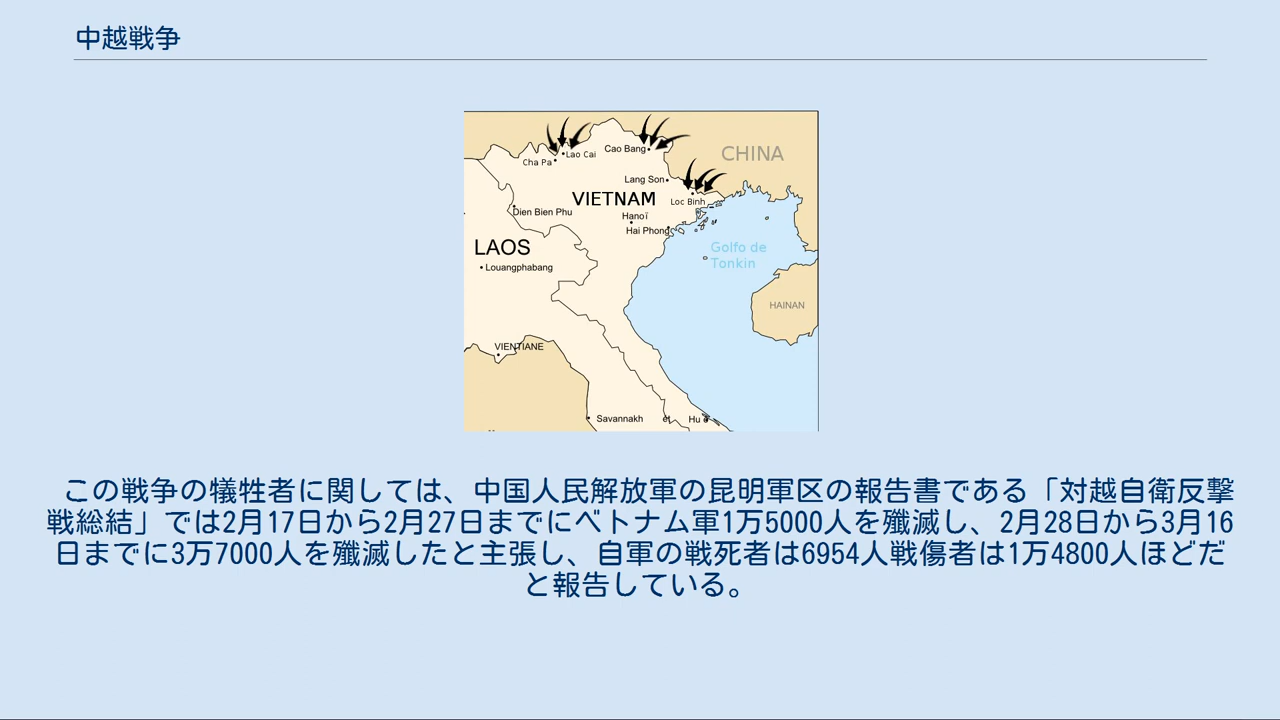 中越戦争
CHINA
Cao Bang
Lao Cai
Cha Pa
Lang Son
VIETNAM
Loc Binh
Dien Bien Phu
Hanoï
Hai Phong
LAOS
Golfo de
Tonkin
Louangphabang
HAINAN
VIENTIANE
Savannakh et
Hu
この戦争の犠牲者に関しては、中国人民解放軍の昆明軍区の報告書である「対越自衛反撃
戦総結」では2月17日から2月27日までにベトナム軍1万5000人を殲滅し、2月28日から3月16
日までに3万7000人を殲滅したと主張し、自軍の戦死者は6954人戦傷者は1万4800人ほどだ
と報告している。